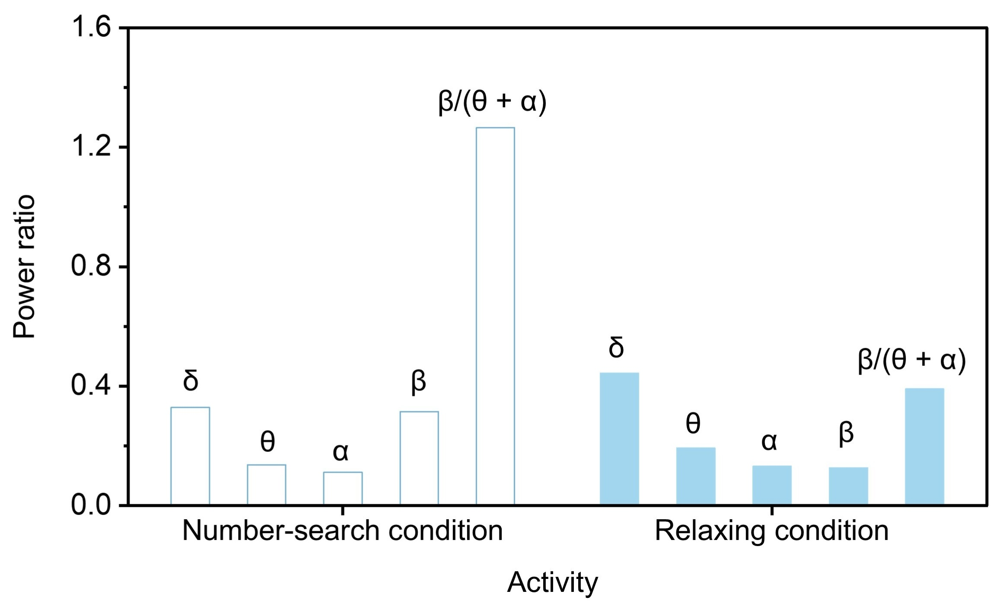 1.6
1.2
0.8
0.4
0.0
Power ratio
δ
θ
α
β
β/(θ + α)
δ
θ
α
β
β/(θ + α)
Number-search condition
Relaxing condition
Activity